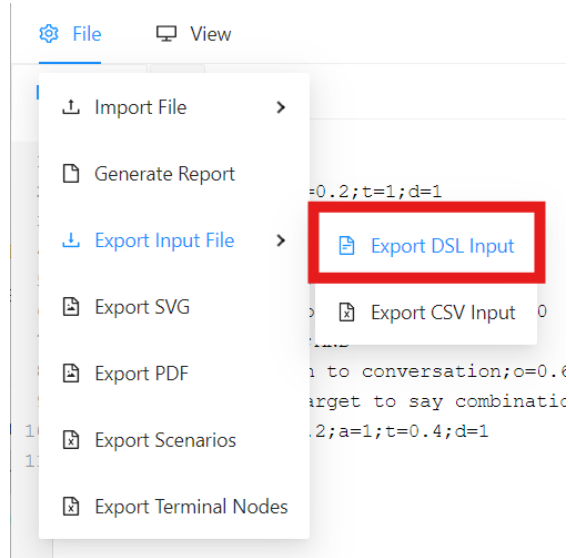 File View
Import File
Generate Report
=0.2;t=1;d=1
Export Input File
Export DSL Input
Export SVG
Export CSV Input
0
Export PDF
n to conversation;o=0.6
arget to say combinatio
10
.2;a=1;t=0.4;d=1
Export Scenarios
Export Terminal Nodes